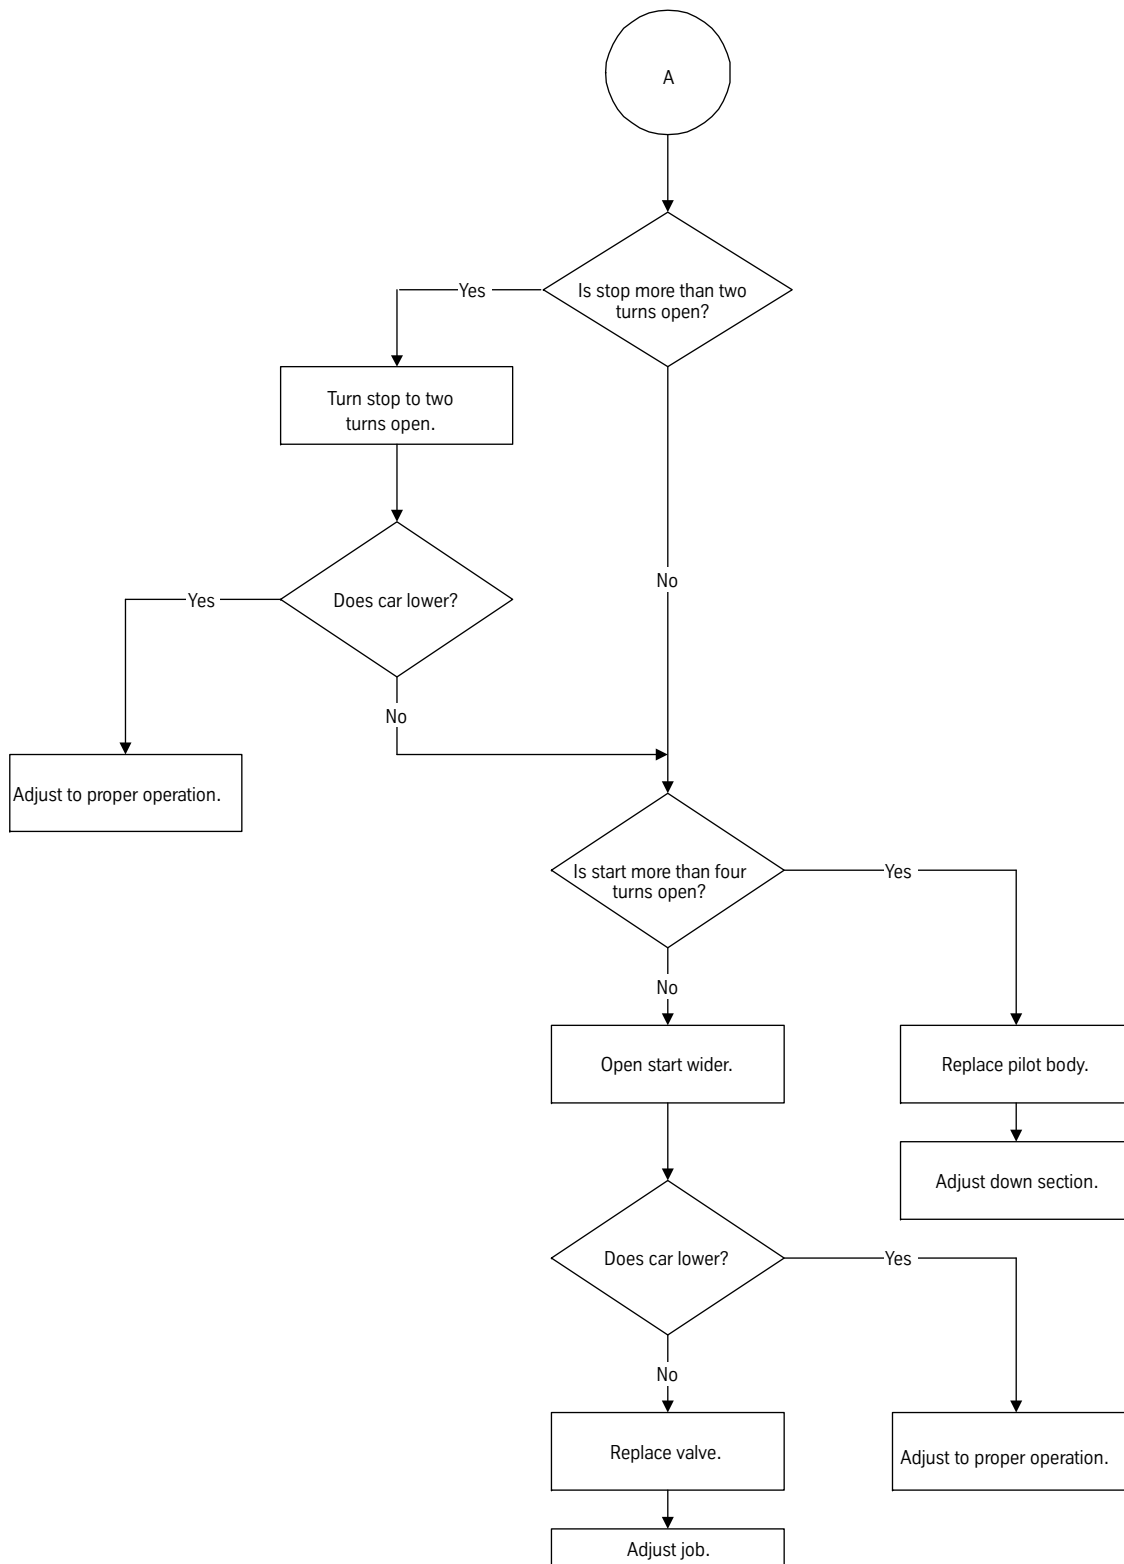 A
Is stop more than two
turns open?
Yes
Turn stop to two
turns open.
No
Does car lower?
Yes
No
Adjust to proper operation.
Is start more than four
turns open?
Yes
No
Open start wider.
Replace pilot body.
Adjust down section.
Does car lower?
Yes
No
Replace valve.
Adjust to proper operation.
Adjust job.